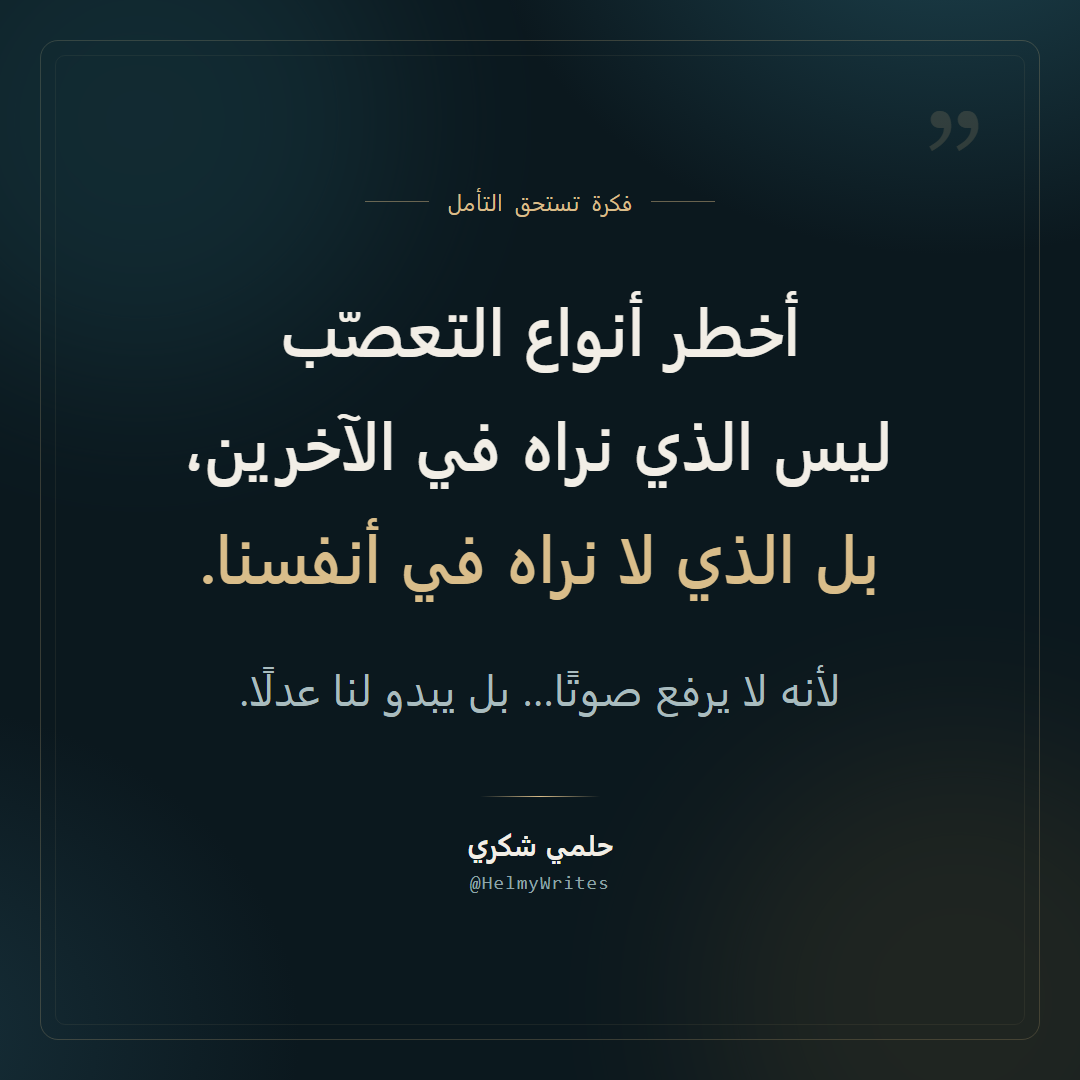 ”
فكرة تستحق التأمل
أخطر أنواع التعصّب
ليس الذي نراه في الآخرين،
بل الذي لا نراه في أنفسنا.
لأنه لا يرفع صوتًا... بل يبدو لنا عدلًا.
حلمي شكري
@HelmyWrites